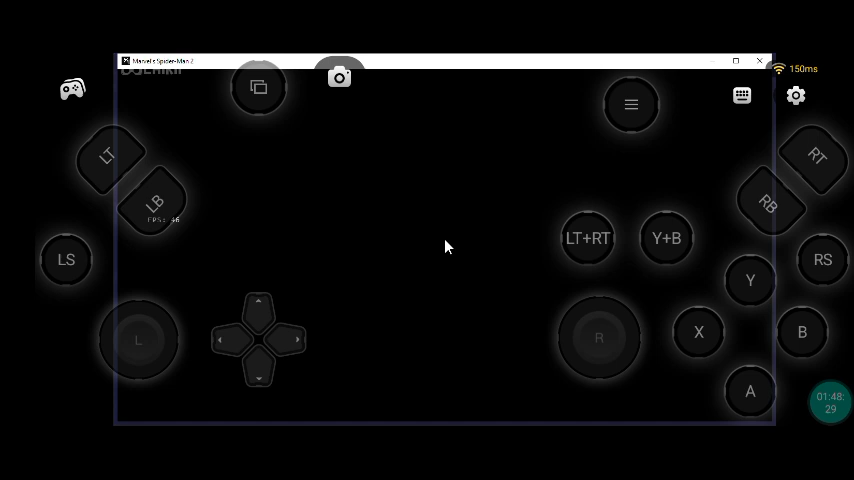 Marvel's Spider-Man 2
150ms
LT
RT
LB
RB
FPS: 46
LT+RT
Y+B
LS
RS
Y
L
R
X
B
A
01:48:
29